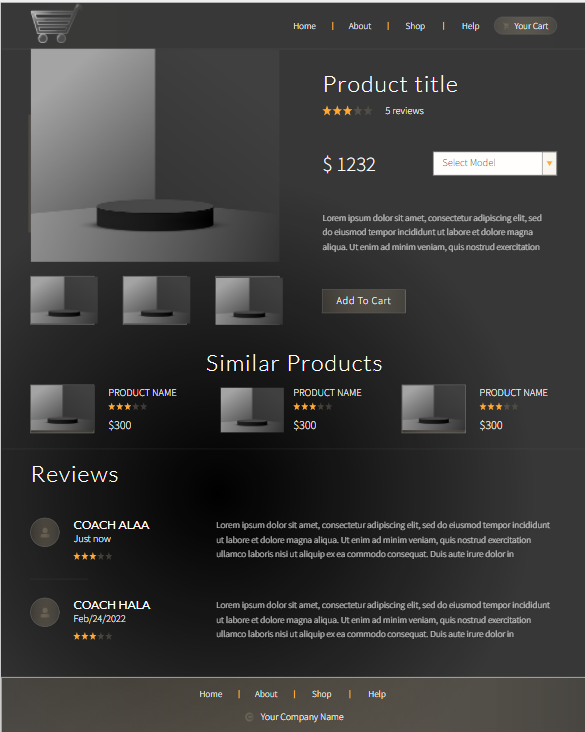 Home | About | Shop | Help Your Cart
Product title
5 reviews
$ 1232 Select Model
Lorem ipsum dolor sit amet, consectetur adipiscing elit, sed
do eiusmod tempor incididunt ut labore et dolore magna
aliqua. Ut enim ad minim veniam, quis nostrud exercitation
Add To Cart
Similar Products
PRODUCT NAME
$300
PRODUCT NAME
$300
PRODUCT NAME
$300
Reviews
COACH ALAA
Just now
Lorem ipsum dolor sit amet, consectetur adipiscing elit, sed do eiusmod tempor incididunt
ut labore et dolore magna aliqua. Ut enim ad minim veniam, quis nostrud exercitation
ullamco laboris nisi ut aliquip ex ea commodo consequat. Duis aute irure dolor in
COACH HALA
Feb/24/2022
Lorem ipsum dolor sit amet, consectetur adipiscing elit, sed do eiusmod tempor incididunt
ut labore et dolore magna aliqua. Ut enim ad minim veniam, quis nostrud exercitation
ullamco laboris nisi ut aliquip ex ea commodo consequat. Duis aute irure dolor in
Home | About | Shop | Help
© Your Company Name